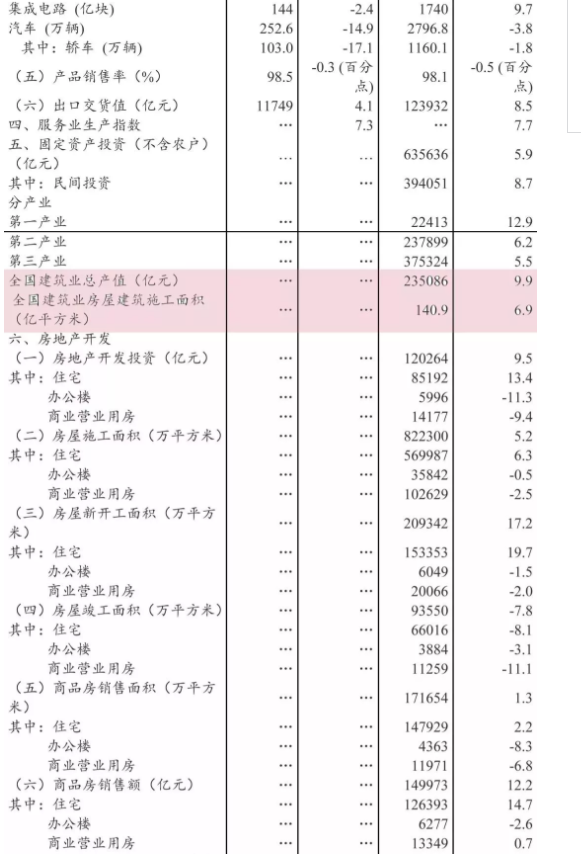 集成电路 (亿块) 144 -2.4 1740 9.7
汽车 (万辆) 252.6 -14.9 2796.8 -3.8
其中：轿车 (万辆) 103.0 -17.1 1160.1 -1.8
（五）产品销售率（%） 98.5 -0.3 (百分点) 98.1 -0.5 (百分点)
（六）出口交货值（亿元） 11749 4.1 123932 8.5
四、服务业生产指数 … 7.3 … 7.7
五、固定资产投资（不含农户）
（亿元） … … 635636 5.9
其中：民间投资 … … 394051 8.7
分产业
第一产业 … … 22413 12.9
第二产业 … … 237899 6.2
第三产业 … … 375324 5.5
全国建筑业总产值（亿元） … … 235086 9.9
全国建筑业房屋建筑施工面积
（亿平方米） … … 140.9 6.9
六、房地产开发
（一）房地产开发投资（亿元） … … 120264 9.5
其中：住宅 … … 85192 13.4
办公楼 … … 5996 -11.3
商业营业用房 … … 14177 -9.4
（二）房屋施工面积（万平方米） … … 822300 5.2
其中：住宅 … … 569987 6.3
办公楼 … … 35842 -0.5
商业营业用房 … … 102629 -2.5
（三）房屋新开工面积（万平方
米） … … 209342 17.2
其中：住宅 … … 153353 19.7
办公楼 … … 6049 -1.5
商业营业用房 … … 20066 -2.0
（四）房屋竣工面积（万平方米） … … 93550 -7.8
其中：住宅 … … 66016 -8.1
办公楼 … … 3884 -3.1
商业营业用房 … … 11259 -11.1
（五）商品房销售面积（万平方
米） … … 171654 1.3
其中：住宅 … … 147929 2.2
办公楼 … … 4363 -8.3
商业营业用房 … … 11971 -6.8
（六）商品房销售额（亿元） … … 149973 12.2
其中：住宅 … … 126393 14.7
办公楼 … … 6277 -2.6
商业营业用房 … … 13349 0.7